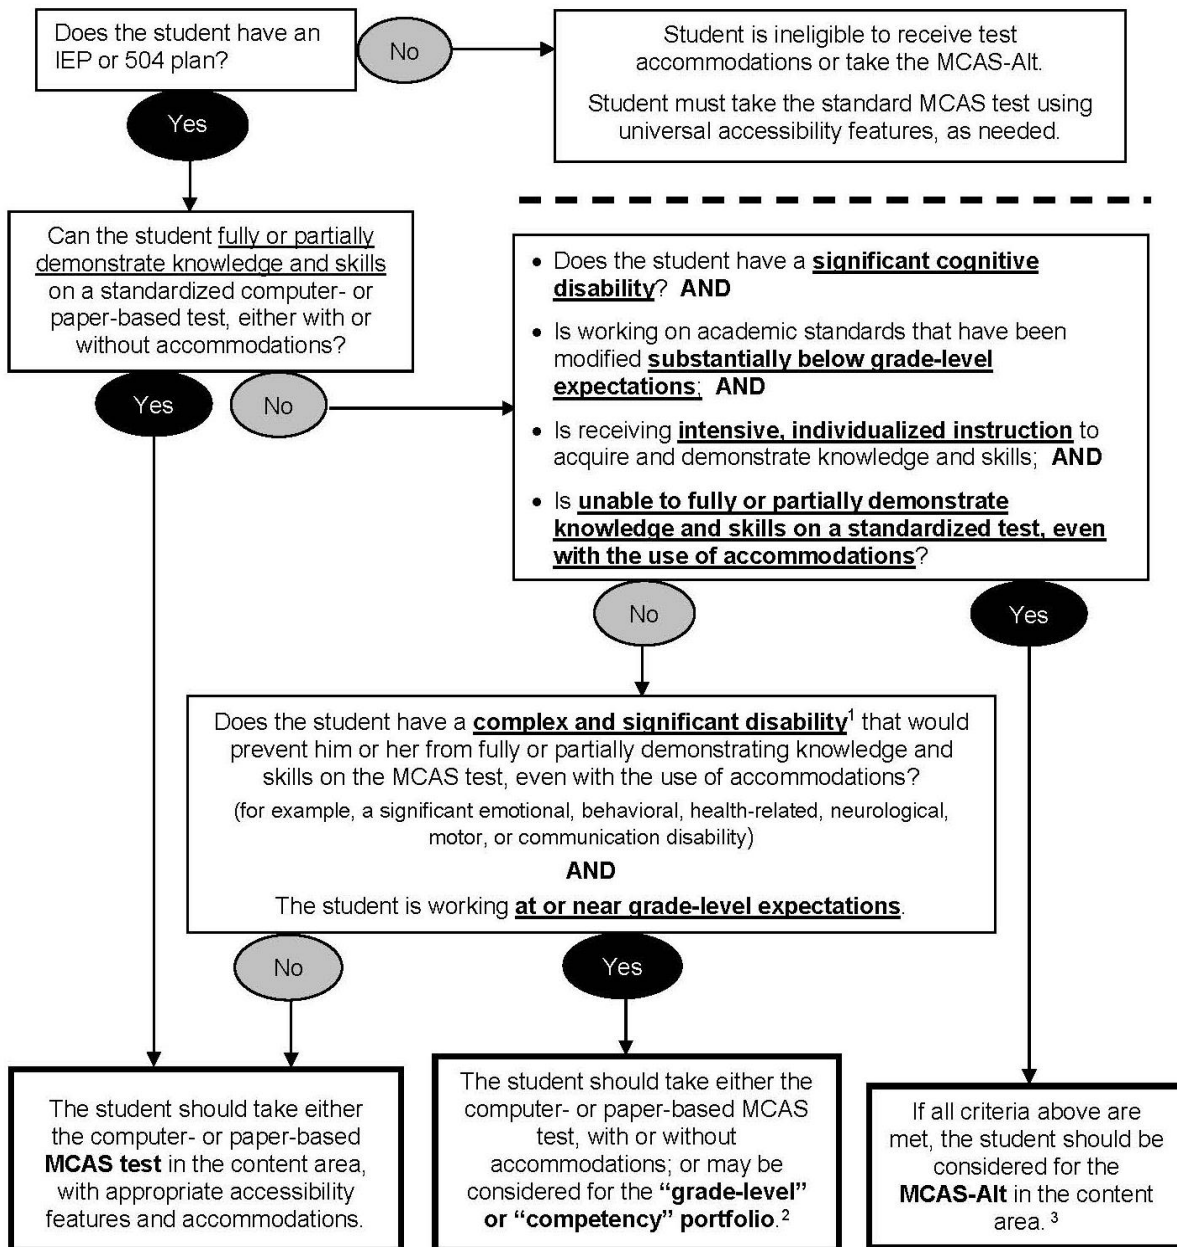 Does the student have an
IEP or 504 plan?
No
Student is ineligible to receive test
accommodations or take the MCAS-Alt.
Student must take the standard MCAS test using
universal accessibility features, as needed.
Yes
Can the student fully or partially
demonstrate knowledge and skills
on a standardized computer- or
paper-based test, either with or
without accommodations?
Yes
No
• Does the student have a significant cognitive
disability? AND
• Is working on academic standards that have been
modified substantially below grade-level
expectations; AND
• Is receiving intensive, individualized instruction to
acquire and demonstrate knowledge and skills; AND
• Is unable to fully or partially demonstrate
knowledge and skills on a standardized test, even
with the use of accommodations?
No
Yes
Does the student have a complex and significant disability¹ that would
prevent him or her from fully or partially demonstrating knowledge and
skills on the MCAS test, even with the use of accommodations?
(for example, a significant emotional, behavioral, health-related, neurological,
motor, or communication disability)
AND
The student is working at or near grade-level expectations.
No
Yes
The student should take either
the computer- or paper-based
MCAS test in the content area,
with appropriate accessibility
features and accommodations.
The student should take either the
computer- or paper-based MCAS
test, with or without
accommodations; or may be
considered for the “grade-level”
or “competency” portfolio.²
If all criteria above are
met, the student should be
considered for the
MCAS-Alt in the content
area. ³